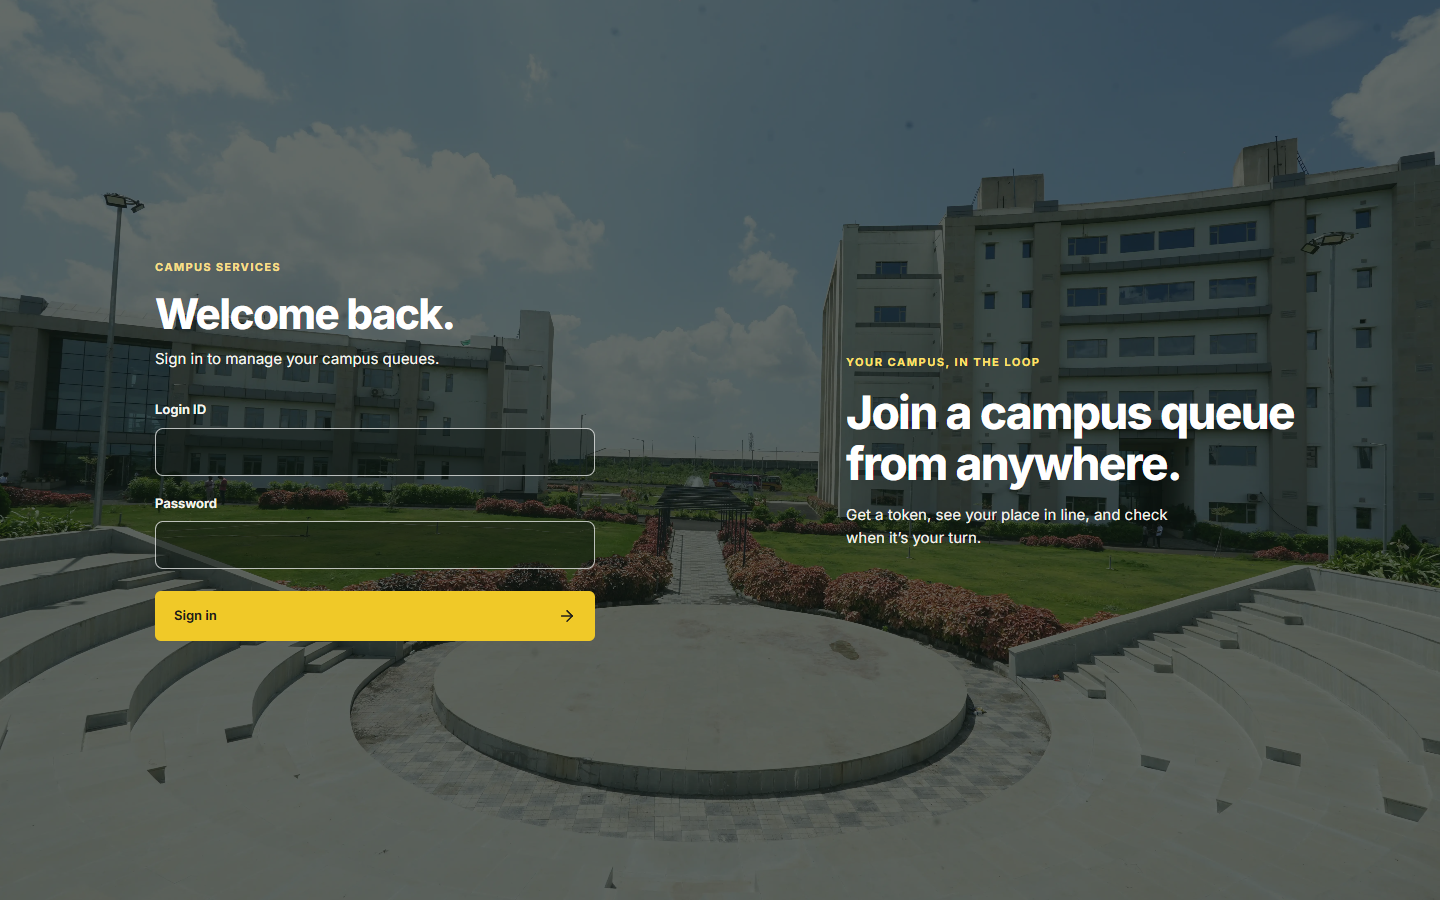 CAMPUS SERVICES
Welcome back.
Sign in to manage your campus queues.
Login ID
Password
Sign in
YOUR CAMPUS, IN THE LOOP
Join a campus queue
from anywhere.
Get a token, see your place in line, and check
when it’s your turn.